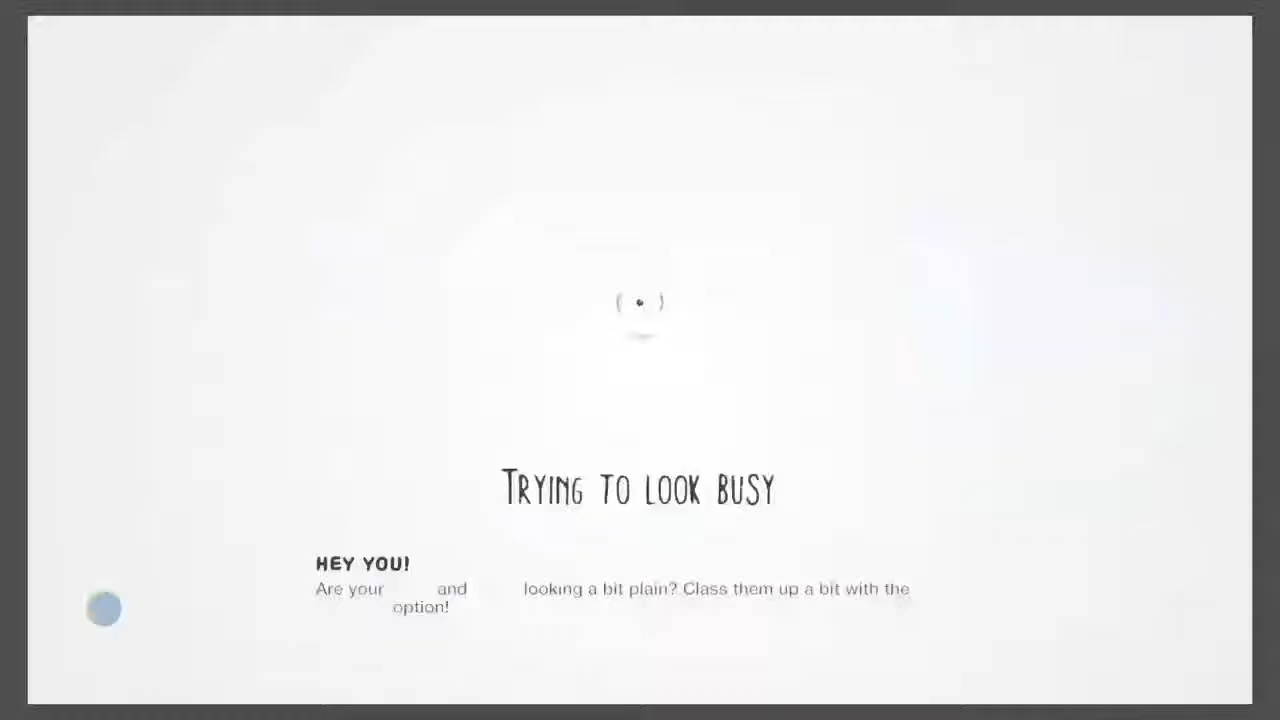 Trying to look busy
HEY YOU!
Are your and looking a bit plain? Class them up a bit with the
option!